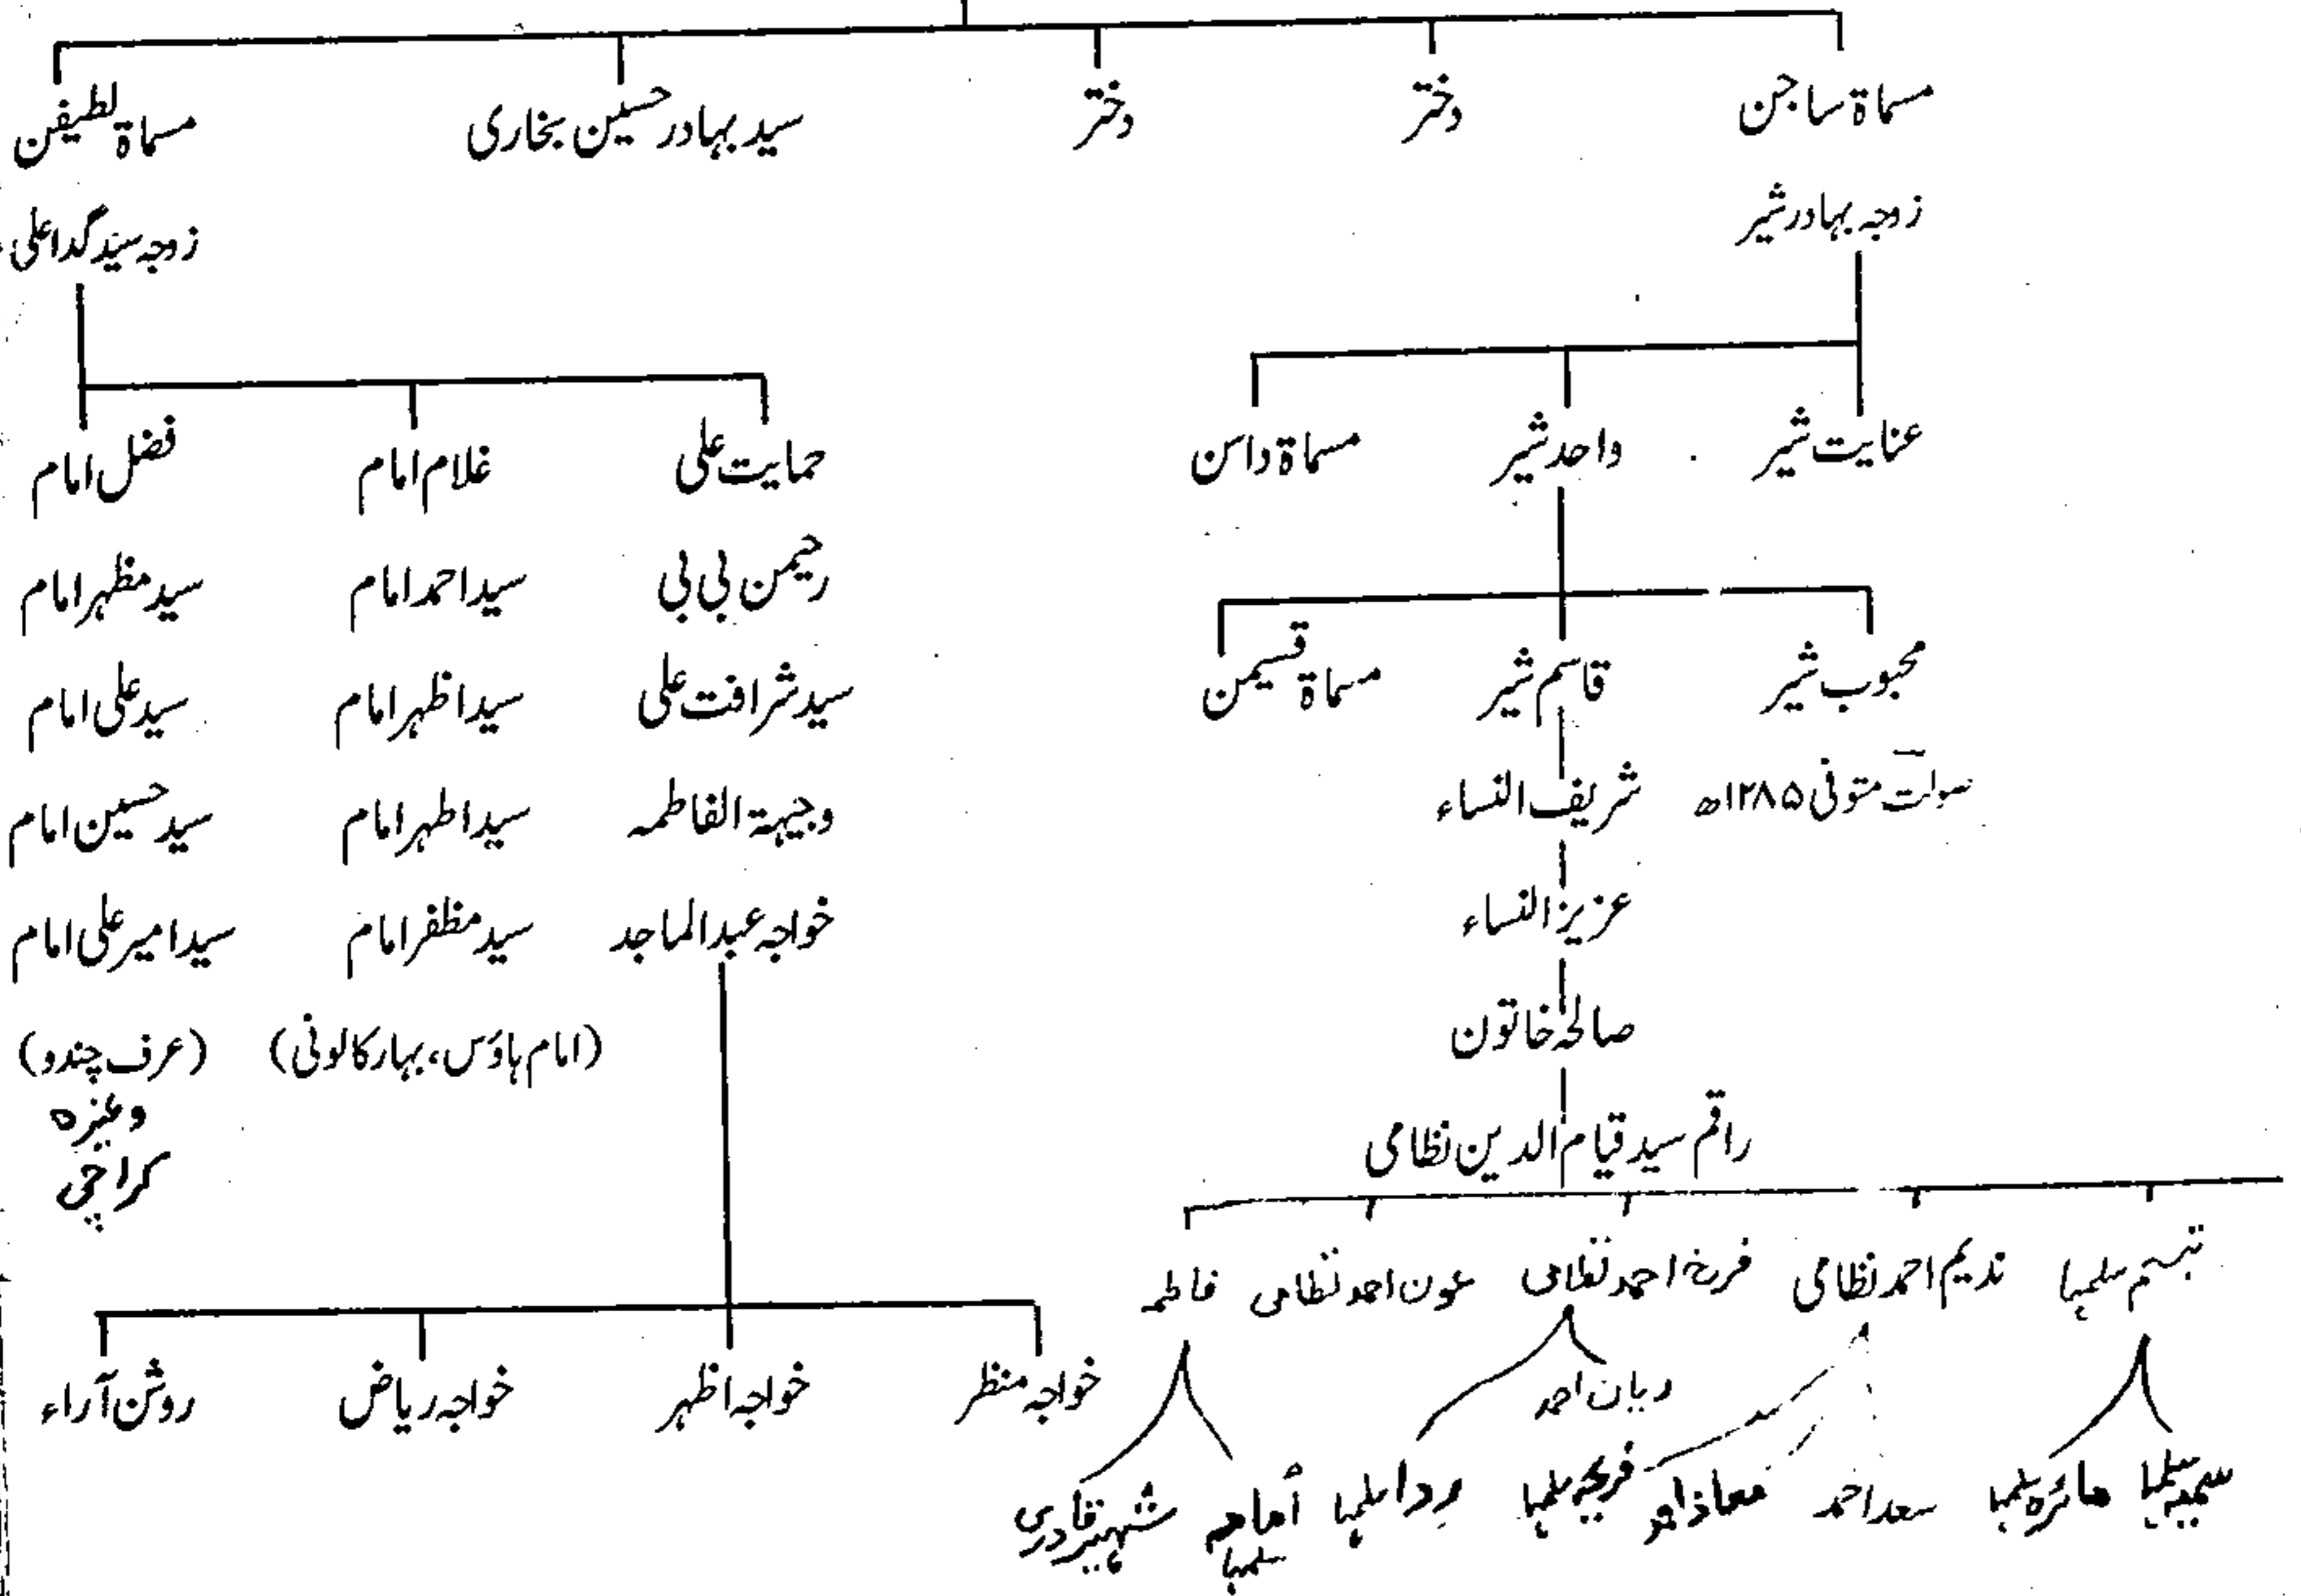 مسماۃ ساجن	دختر	دختر	سید بہادر حسین بخاری	مسماۃ لطیفن
زوجہ بہادر شیر	زوجہ سید گدا علی
عنایت شیر	واحد شیر	مسماۃ واسن	حمایت علی	غلام امام	فضل امام
رحیمن بی بی	سید احمد امام	سید مظہر امام
محبوب شیر	قاسم شیر	مسماۃ قسیمن	سید شرافت علی	سید اظہر امام	سید علی امام
متوفی ۱۲۸۵ھ	شریف النساء	وجیہۃ الفاطمہ	سید اطہر امام	سید حسین امام
عزیز النساء	خواجہ عبدالماجد	سید مظفر امام	سید امیر علی امام
صالحہ خاتون	(امام ہاؤس، بہار کالونی)	(عرف چندو)
وغیرہ
راقم سید قیام الدین نظامی	کراچی
تبسم سلمہا	ندیم احمد نظامی	فرخ احمد نظامی	عون احمد نظامی	فاطمہ
ریان احمد	خواجہ منظر	خواجہ اظہر	خواجہ ریاض	روشن آراء
سمیعہ سلمہا	مائرہ سلمہا	سعد احمد	معاذ	فریحہ سلمہا	ردا سلمہا	سلمہا	شہیر قادری